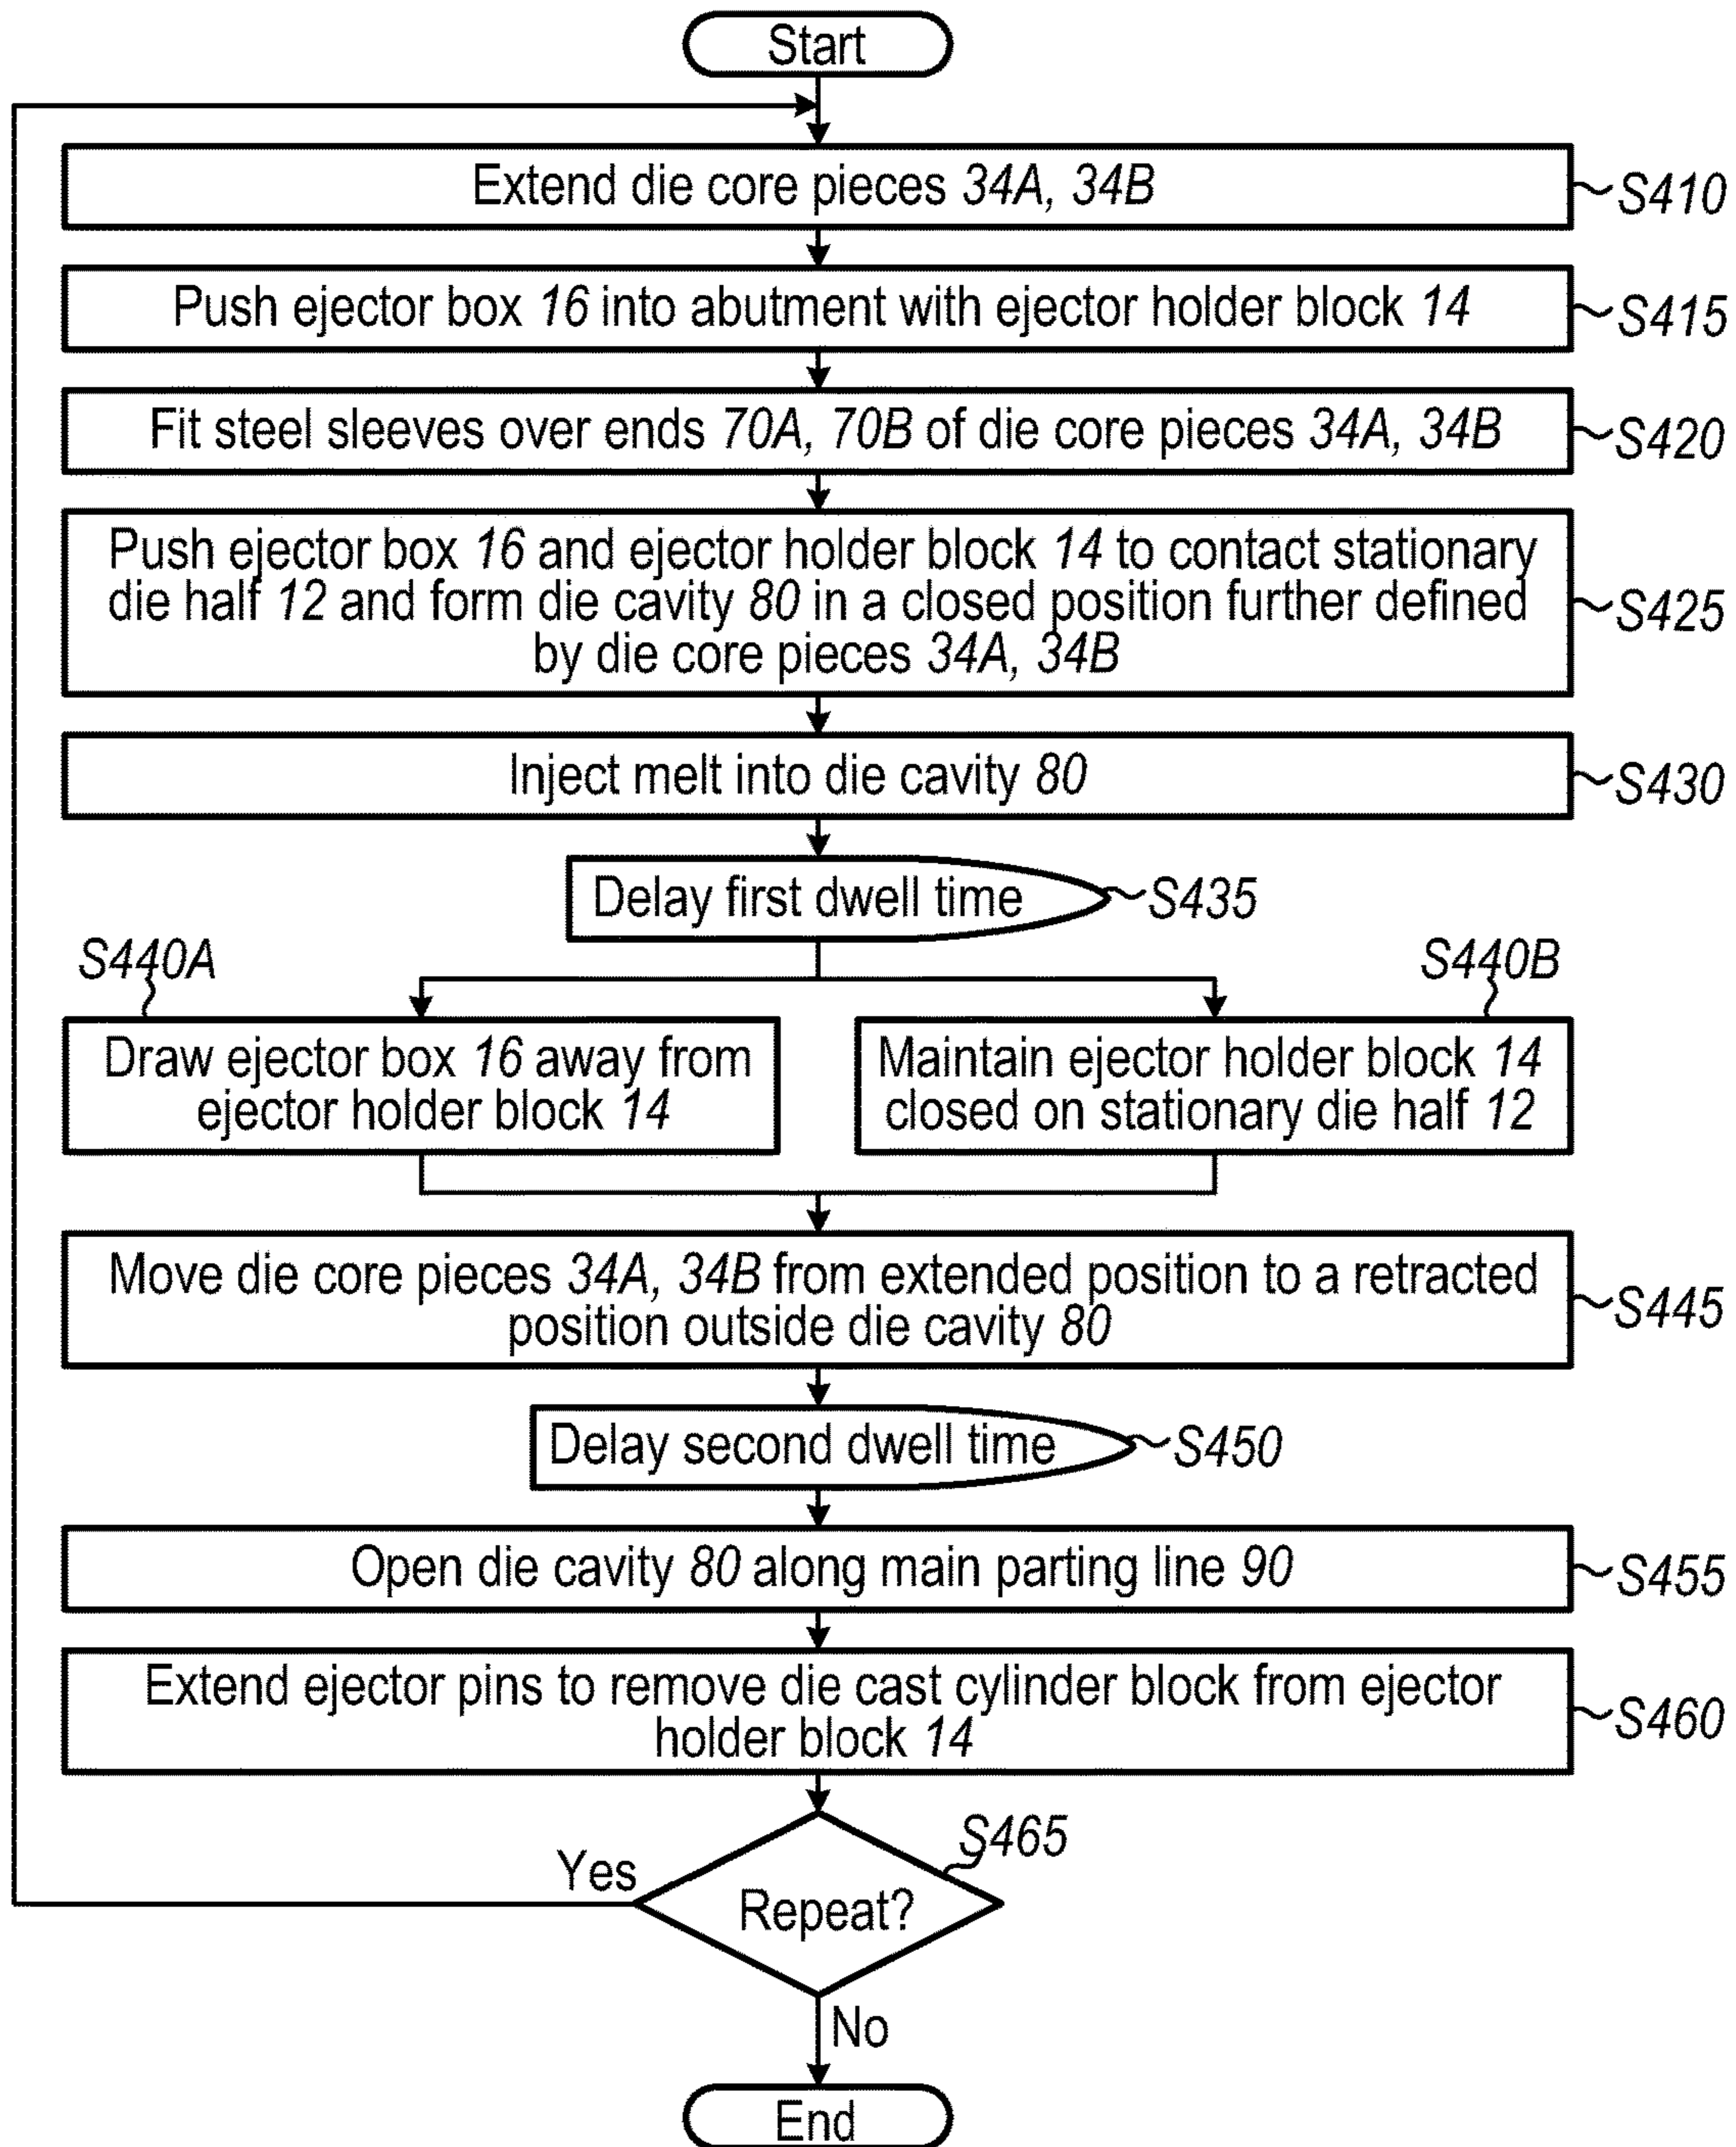 Start
Extend die core pieces 34A, 34B
S410
Push ejector box 16 into abutment with ejector holder block 14
S415
Fit steel sleeves over ends 70A, 70B of die core pieces 34A, 34B
S420
Push ejector box 16 and ejector holder block 14 to contact stationary
die half 12 and form die cavity 80 in a closed position further defined
by die core pieces 34A, 34B
S425
Inject melt into die cavity 80
S430
Delay first dwell time
S435
S440A
Draw ejector box 16 away from
ejector holder block 14
S440B
Maintain ejector holder block 14
closed on stationary die half 12
Move die core pieces 34A, 34B from extended position to a retracted
position outside die cavity 80
S445
Delay second dwell time
S450
Open die cavity 80 along main parting line 90
S455
Extend ejector pins to remove die cast cylinder block from ejector
holder block 14
S460
S465
Yes
Repeat?
No
End